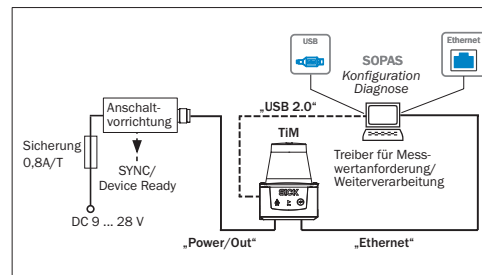 USB
Ethernet
SOPAS
Konfiguration
Diagnose
Anschalt-
vorrichtung
„USB 2.0“
TiM
Sicherung
0,8A/T
SYNC/
Device Ready
Treiber für Mess-
wertanforderung/
Weiterverarbeitung
SICK
DC 9 ... 28 V
„Power/Out“
„Ethernet“